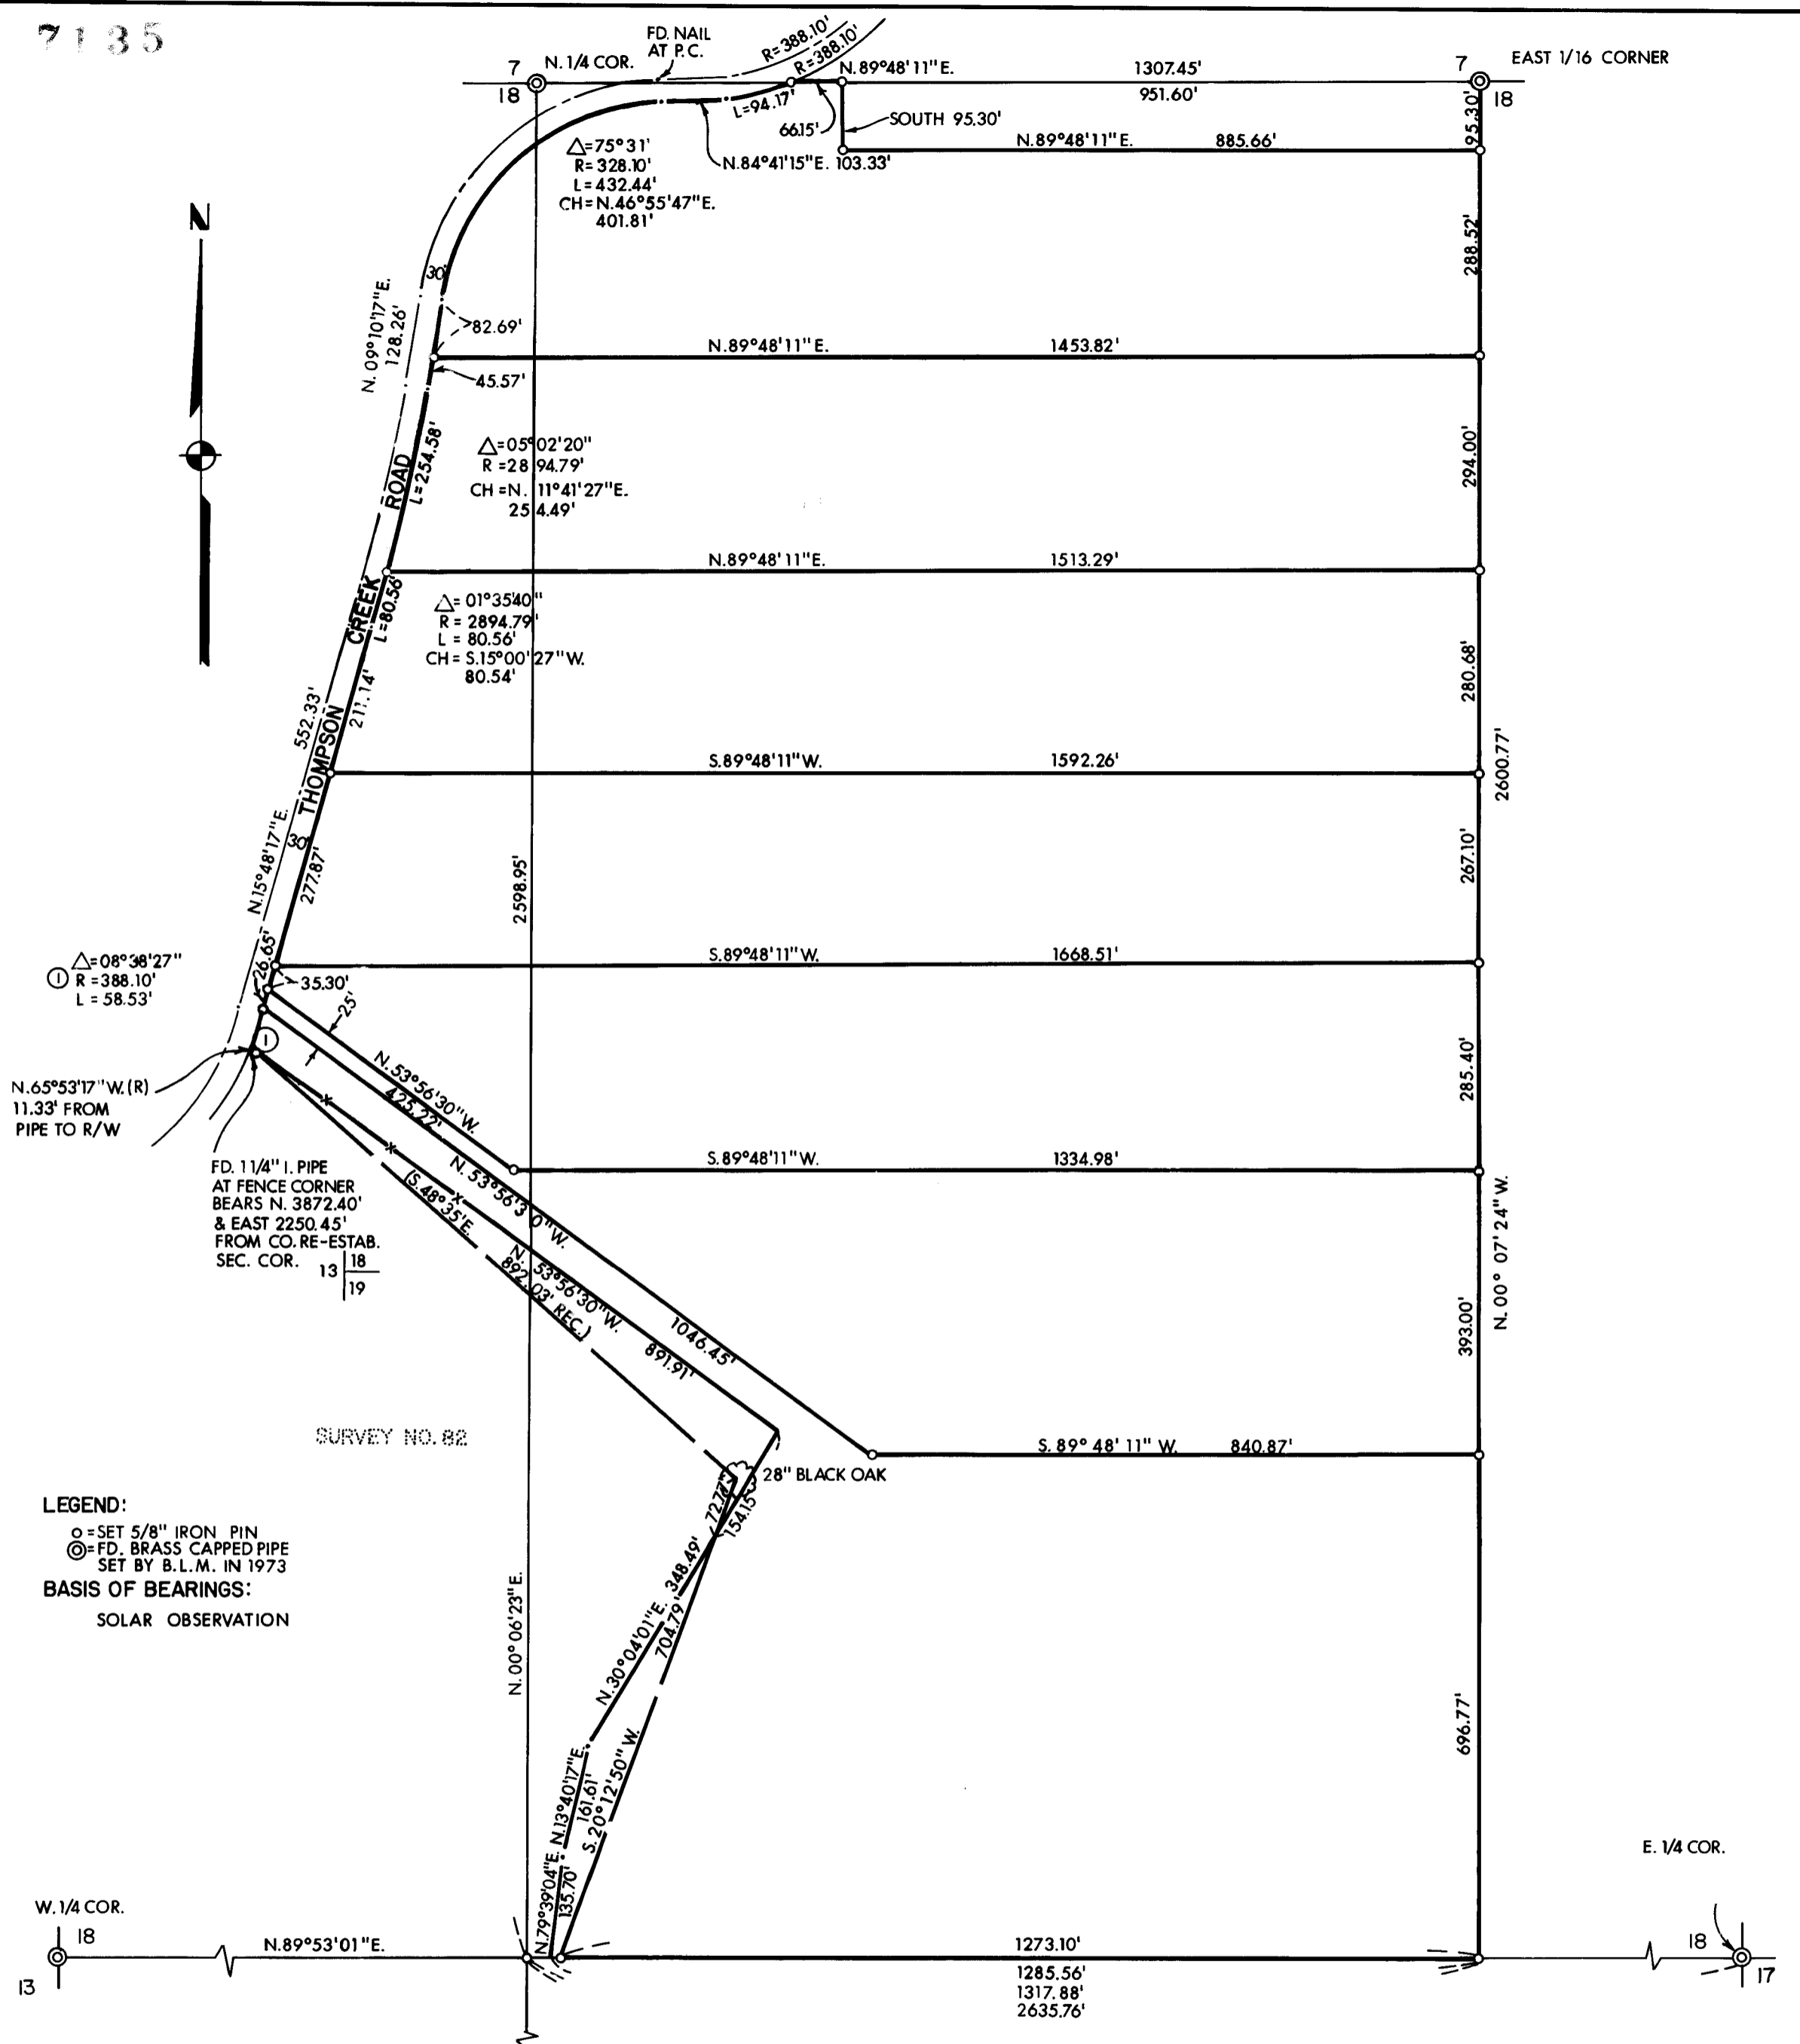 7135
FD. NAIL
AT P.C.
R=388.10'
R=388.10'
7
N. 1/4 COR.
18
N.89°48'11"E.
1307.45'
951.60'
7
18
EAST 1/16 CORNER
L=94.17'
66.15'
SOUTH 95.30'
95.30'
N.89°48'11"E. 885.66'
N.84°41'15"E. 103.33'
△=75°31'
R=328.10'
L=432.44'
CH=N.46°55'47"E.
401.81'
N
288.52'
30'
N. 09°10'17"E.
128.26'
82.69'
N.89°48'11"E. 1453.82'
45.57'
△=05°02'20"
R=2894.79'
CH=N. 11°41'27"E.
254.49'
L=254.58'
294.00'
N.89°48'11"E. 1513.29'
THOMPSON CREEK ROAD
L=80.56'
△=01°35'40"
R = 2894.79'
L = 80.56'
CH = S.15°00'27"W.
80.54'
211.14'
280.68'
552.33'
N.15°48'17"E.
S.89°48'11"W. 1592.26'
2600.77'
30'
277.87'
267.10'
2598.95'
S.89°48'11"W. 1668.51'
26.65'
35.30'
25'
① △=08°38'27"
R=388.10'
L = 58.53'
1
N.65°53'17"W.(R)
11.33' FROM
PIPE TO R/W
N.53°56'30"W.
425.22'
285.40'
FD. 1 1/4" I. PIPE
AT FENCE CORNER
BEARS N. 3872.40'
& EAST 2250.45'
FROM CO. RE-ESTAB.
SEC. COR. 13 18
19
S.89°48'11"W. 1334.98'
N. 53°56'30"W.
1046.45'
(S.48°35'E.
892.03' REC.)
N. 53°56'30"W.
891.91'
N. 00° 07' 24" W.
393.00'
SURVEY NO. 82
S. 89° 48' 11" W. 840.87'
28" BLACK OAK
72.77'
154.15'
LEGEND:
o =SET 5/8" IRON PIN
◎=FD. BRASS CAPPED PIPE
SET BY B.L.M. IN 1973
BASIS OF BEARINGS:
SOLAR OBSERVATION
N.30°04'01"E. 348.49'
704.79'
S.20°12'50"W.
N.00°06'23"E.
N.13°40'17"E.
161.61'
N.79°39'04"E.
135.70'
696.77'
E. 1/4 COR.
W. 1/4 COR.
18
13
N.89°53'01"E.
1273.10'
1285.56'
1317.88'
2635.76'
18
17